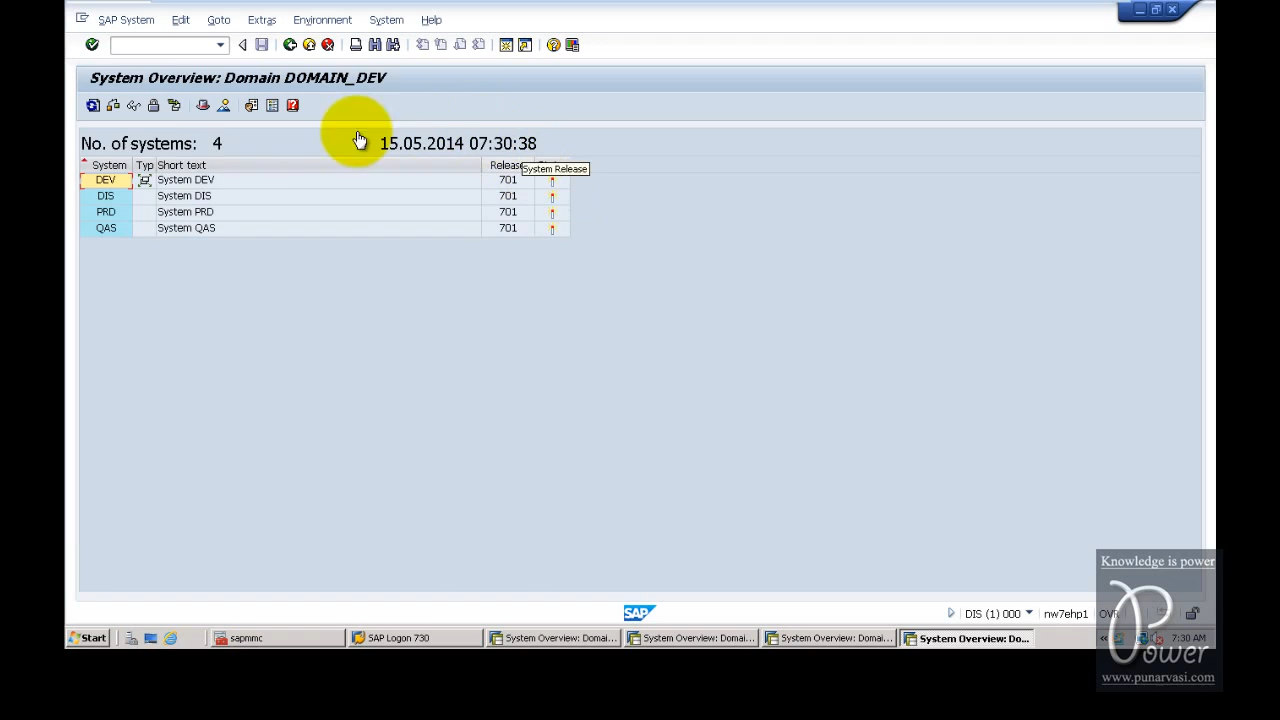 SAP System Edit Goto Extras Environment System Help
System Overview: Domain DOMAIN_DEV
No. of systems: 4 15.05.2014 07:30:38
System Typ Short text Release
System Release
DEV System DEV 701
DIS System DIS 701
PRD System PRD 701
QAS System QAS 701
Knowledge is power
SAP DIS (1) 000 nw7ehp1 OVR
Start sapmmc SAP Logon 730 System Overview: Domai... System Overview: Domai... System Overview: Domai... System Overview: Do... « 7:30 AM
Power
www.punarvasi.com